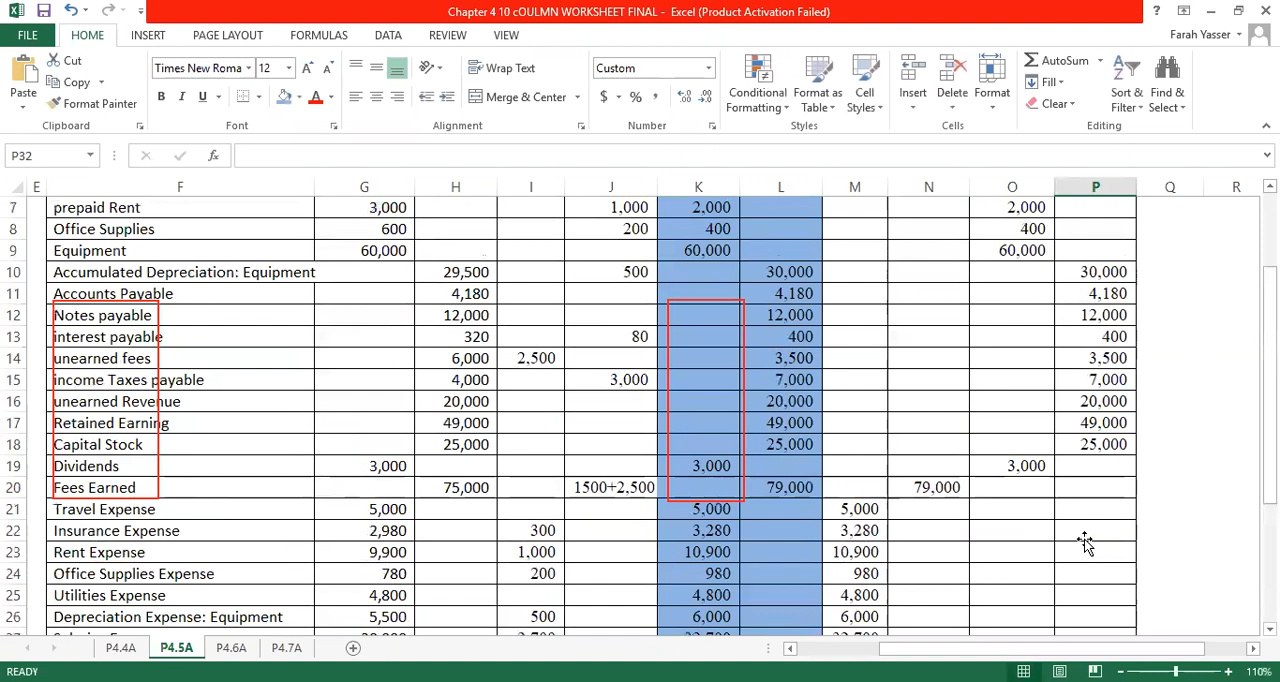 Chapter 4 10 cOULMN WORKSHEET FINAL - Excel (Product Activation Failed)
FILE HOME INSERT PAGE LAYOUT FORMULAS DATA REVIEW VIEW Farah Yasser
Cut Times New Roma 12 Wrap Text Custom AutoSum
Copy Fill
Paste Format Painter Merge & Center Conditional Formatting Format as Table Cell Styles Insert Delete Format Clear Sort & Filter Find & Select
Clipboard Font Alignment Number Styles Cells Editing
P32
E F G H I J K L M N O P Q R
7 prepaid Rent 3,000 1,000 2,000 2,000
8 Office Supplies 600 200 400 400
9 Equipment 60,000 60,000 60,000
10 Accumulated Depreciation: Equipment 29,500 500 30,000 30,000
11 Accounts Payable 4,180 4,180 4,180
12 Notes payable 12,000 12,000 12,000
13 interest payable 320 80 400 400
14 unearned fees 6,000 2,500 3,500 3,500
15 income Taxes payable 4,000 3,000 7,000 7,000
16 unearned Revenue 20,000 20,000 20,000
17 Retained Earning 49,000 49,000 49,000
18 Capital Stock 25,000 25,000 25,000
19 Dividends 3,000 3,000 3,000
20 Fees Earned 75,000 1500+2,500 79,000 79,000
21 Travel Expense 5,000 5,000 5,000
22 Insurance Expense 2,980 300 3,280 3,280
23 Rent Expense 9,900 1,000 10,900 10,900
24 Office Supplies Expense 780 200 980 980
25 Utilities Expense 4,800 4,800 4,800
26 Depreciation Expense: Equipment 5,500 500 6,000 6,000
P4.4A P4.5A P4.6A P4.7A
READY 110%